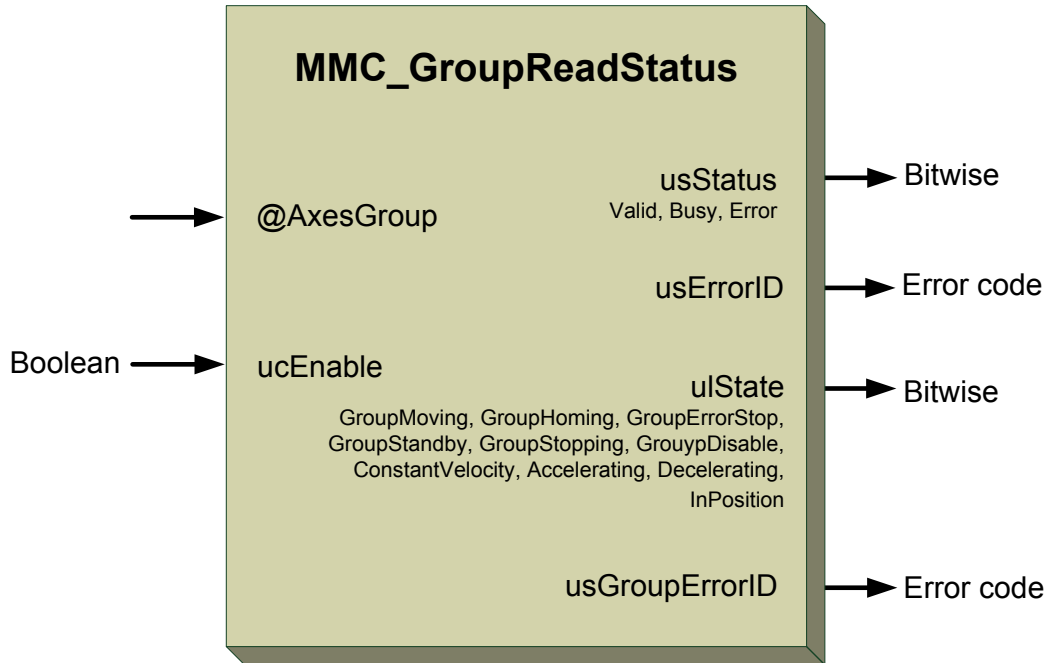 MMC_GroupReadStatus
@AxesGroup
usStatus
Valid, Busy, Error
Bitwise
usErrorID
Error code
Boolean
ucEnable
ulState
Bitwise
GroupMoving, GroupHoming, GroupErrorStop,
GroupStandby, GroupStopping, GrouypDisable,
ConstantVelocity, Accelerating, Decelerating,
InPosition
usGroupErrorID
Error code